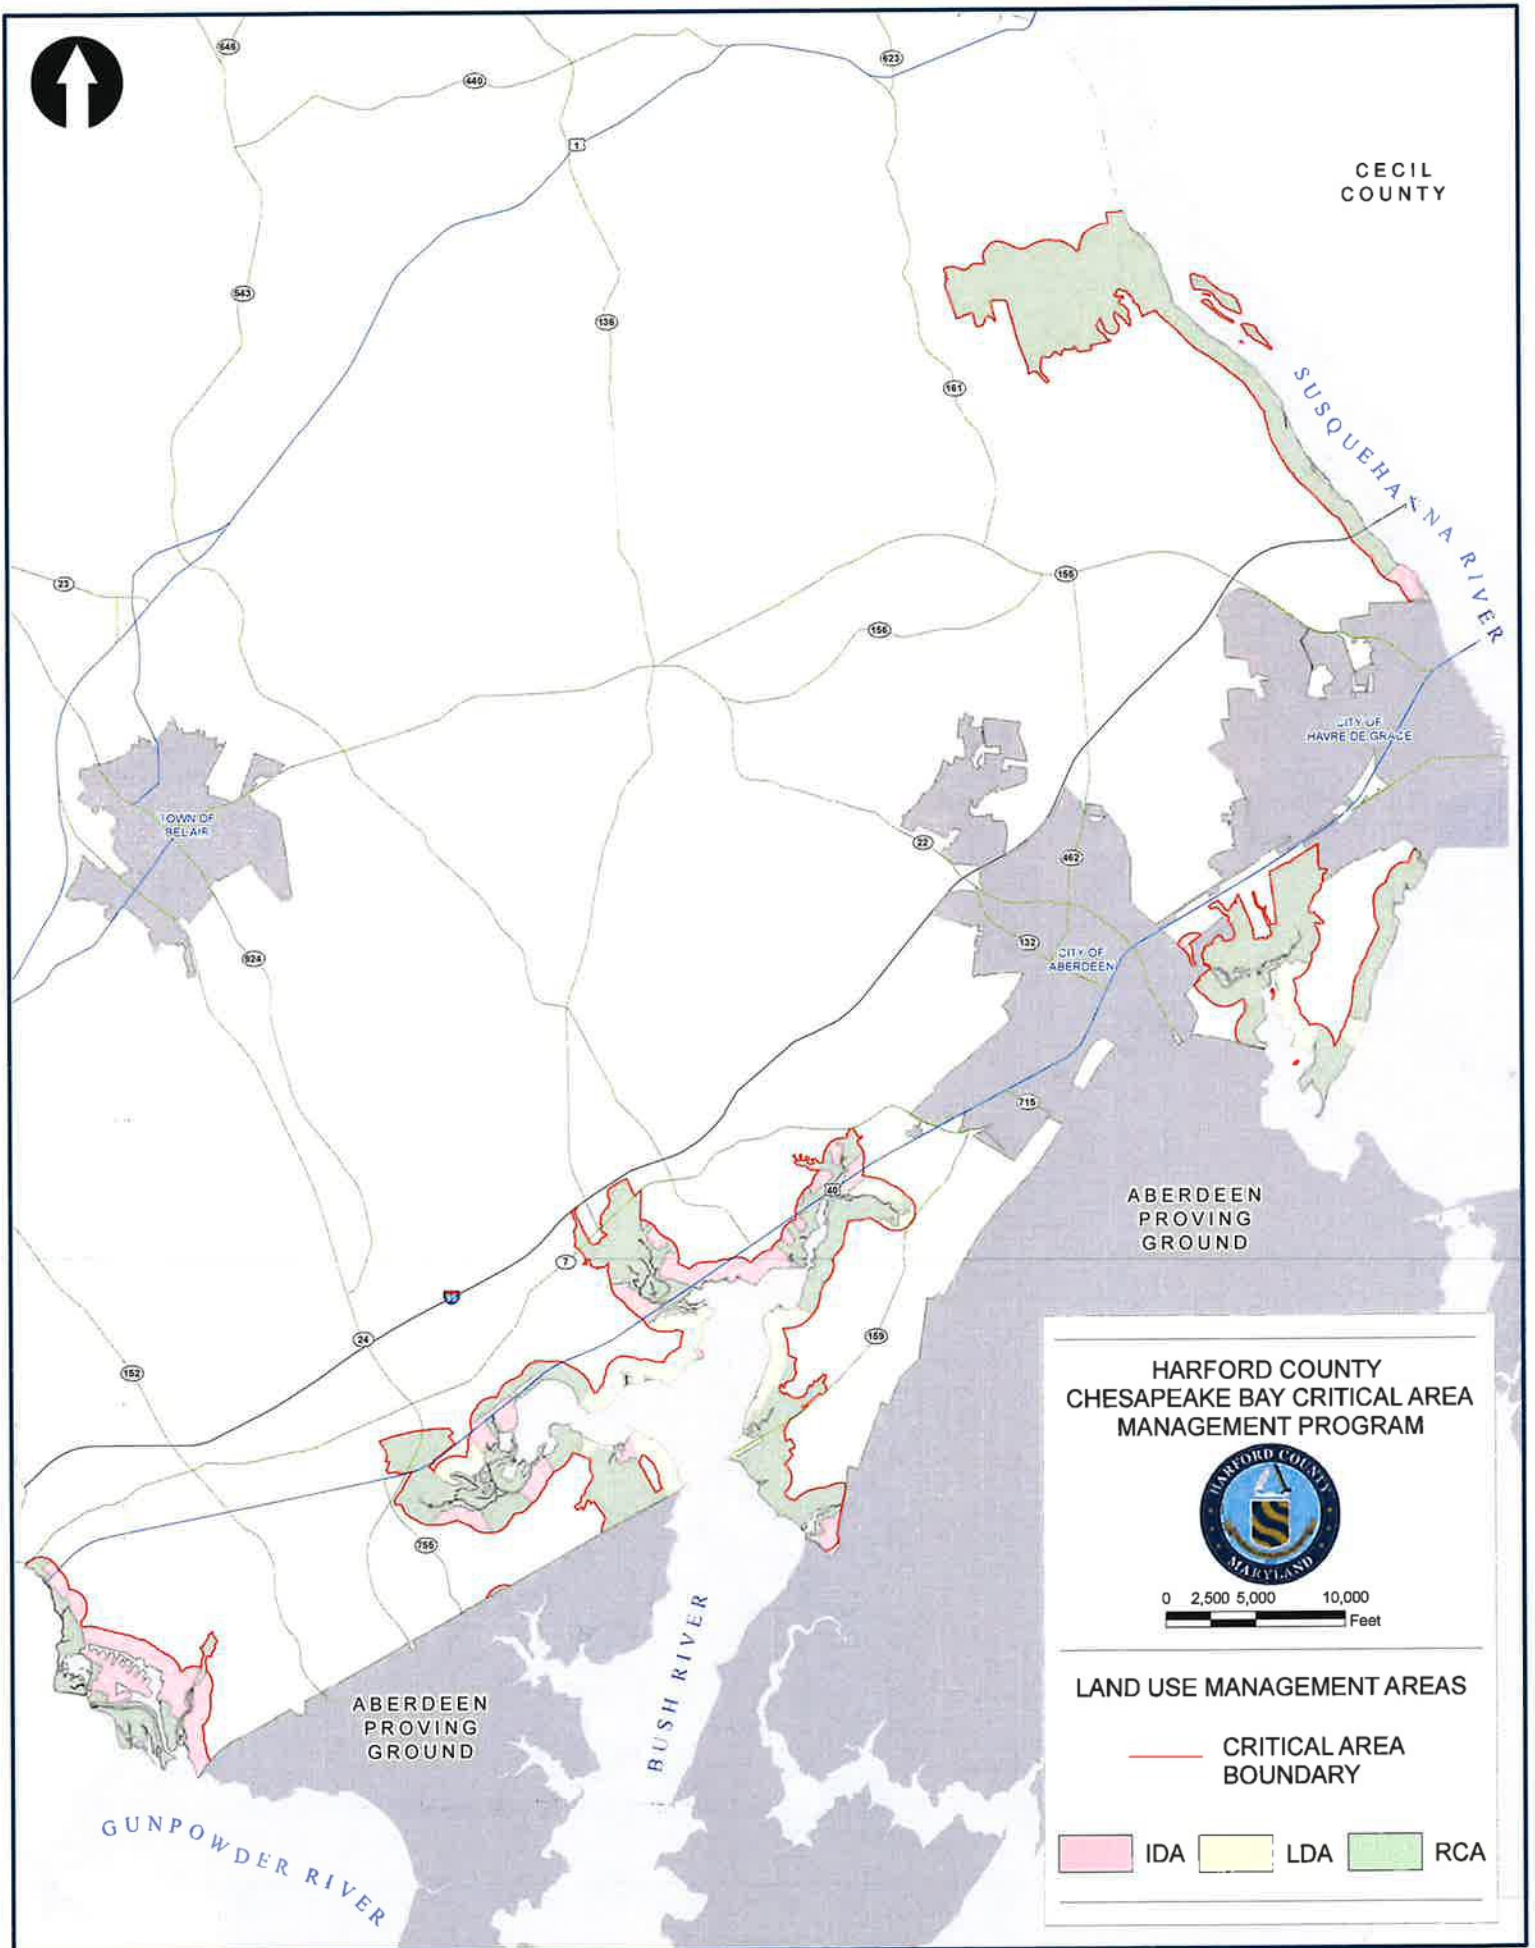 646
440
623
1
CECIL
COUNTY
543
136
161
SUSQUEHANNA RIVER
23
155
156
CITY OF
HAVRE DE GRACE
TOWN OF
BEL AIR
22
462
924
132
CITY OF
ABERDEEN
715
40
ABERDEEN
PROVING
GROUND
7
95
24
159
152
755
HARFORD COUNTY
CHESAPEAKE BAY CRITICAL AREA
MANAGEMENT PROGRAM
HARFORD COUNTY
MARYLAND
0 2,500 5,000 10,000
Feet
LAND USE MANAGEMENT AREAS
CRITICAL AREA
BOUNDARY
IDA LDA RCA
BUSH RIVER
ABERDEEN
PROVING
GROUND
GUNPOWDER RIVER